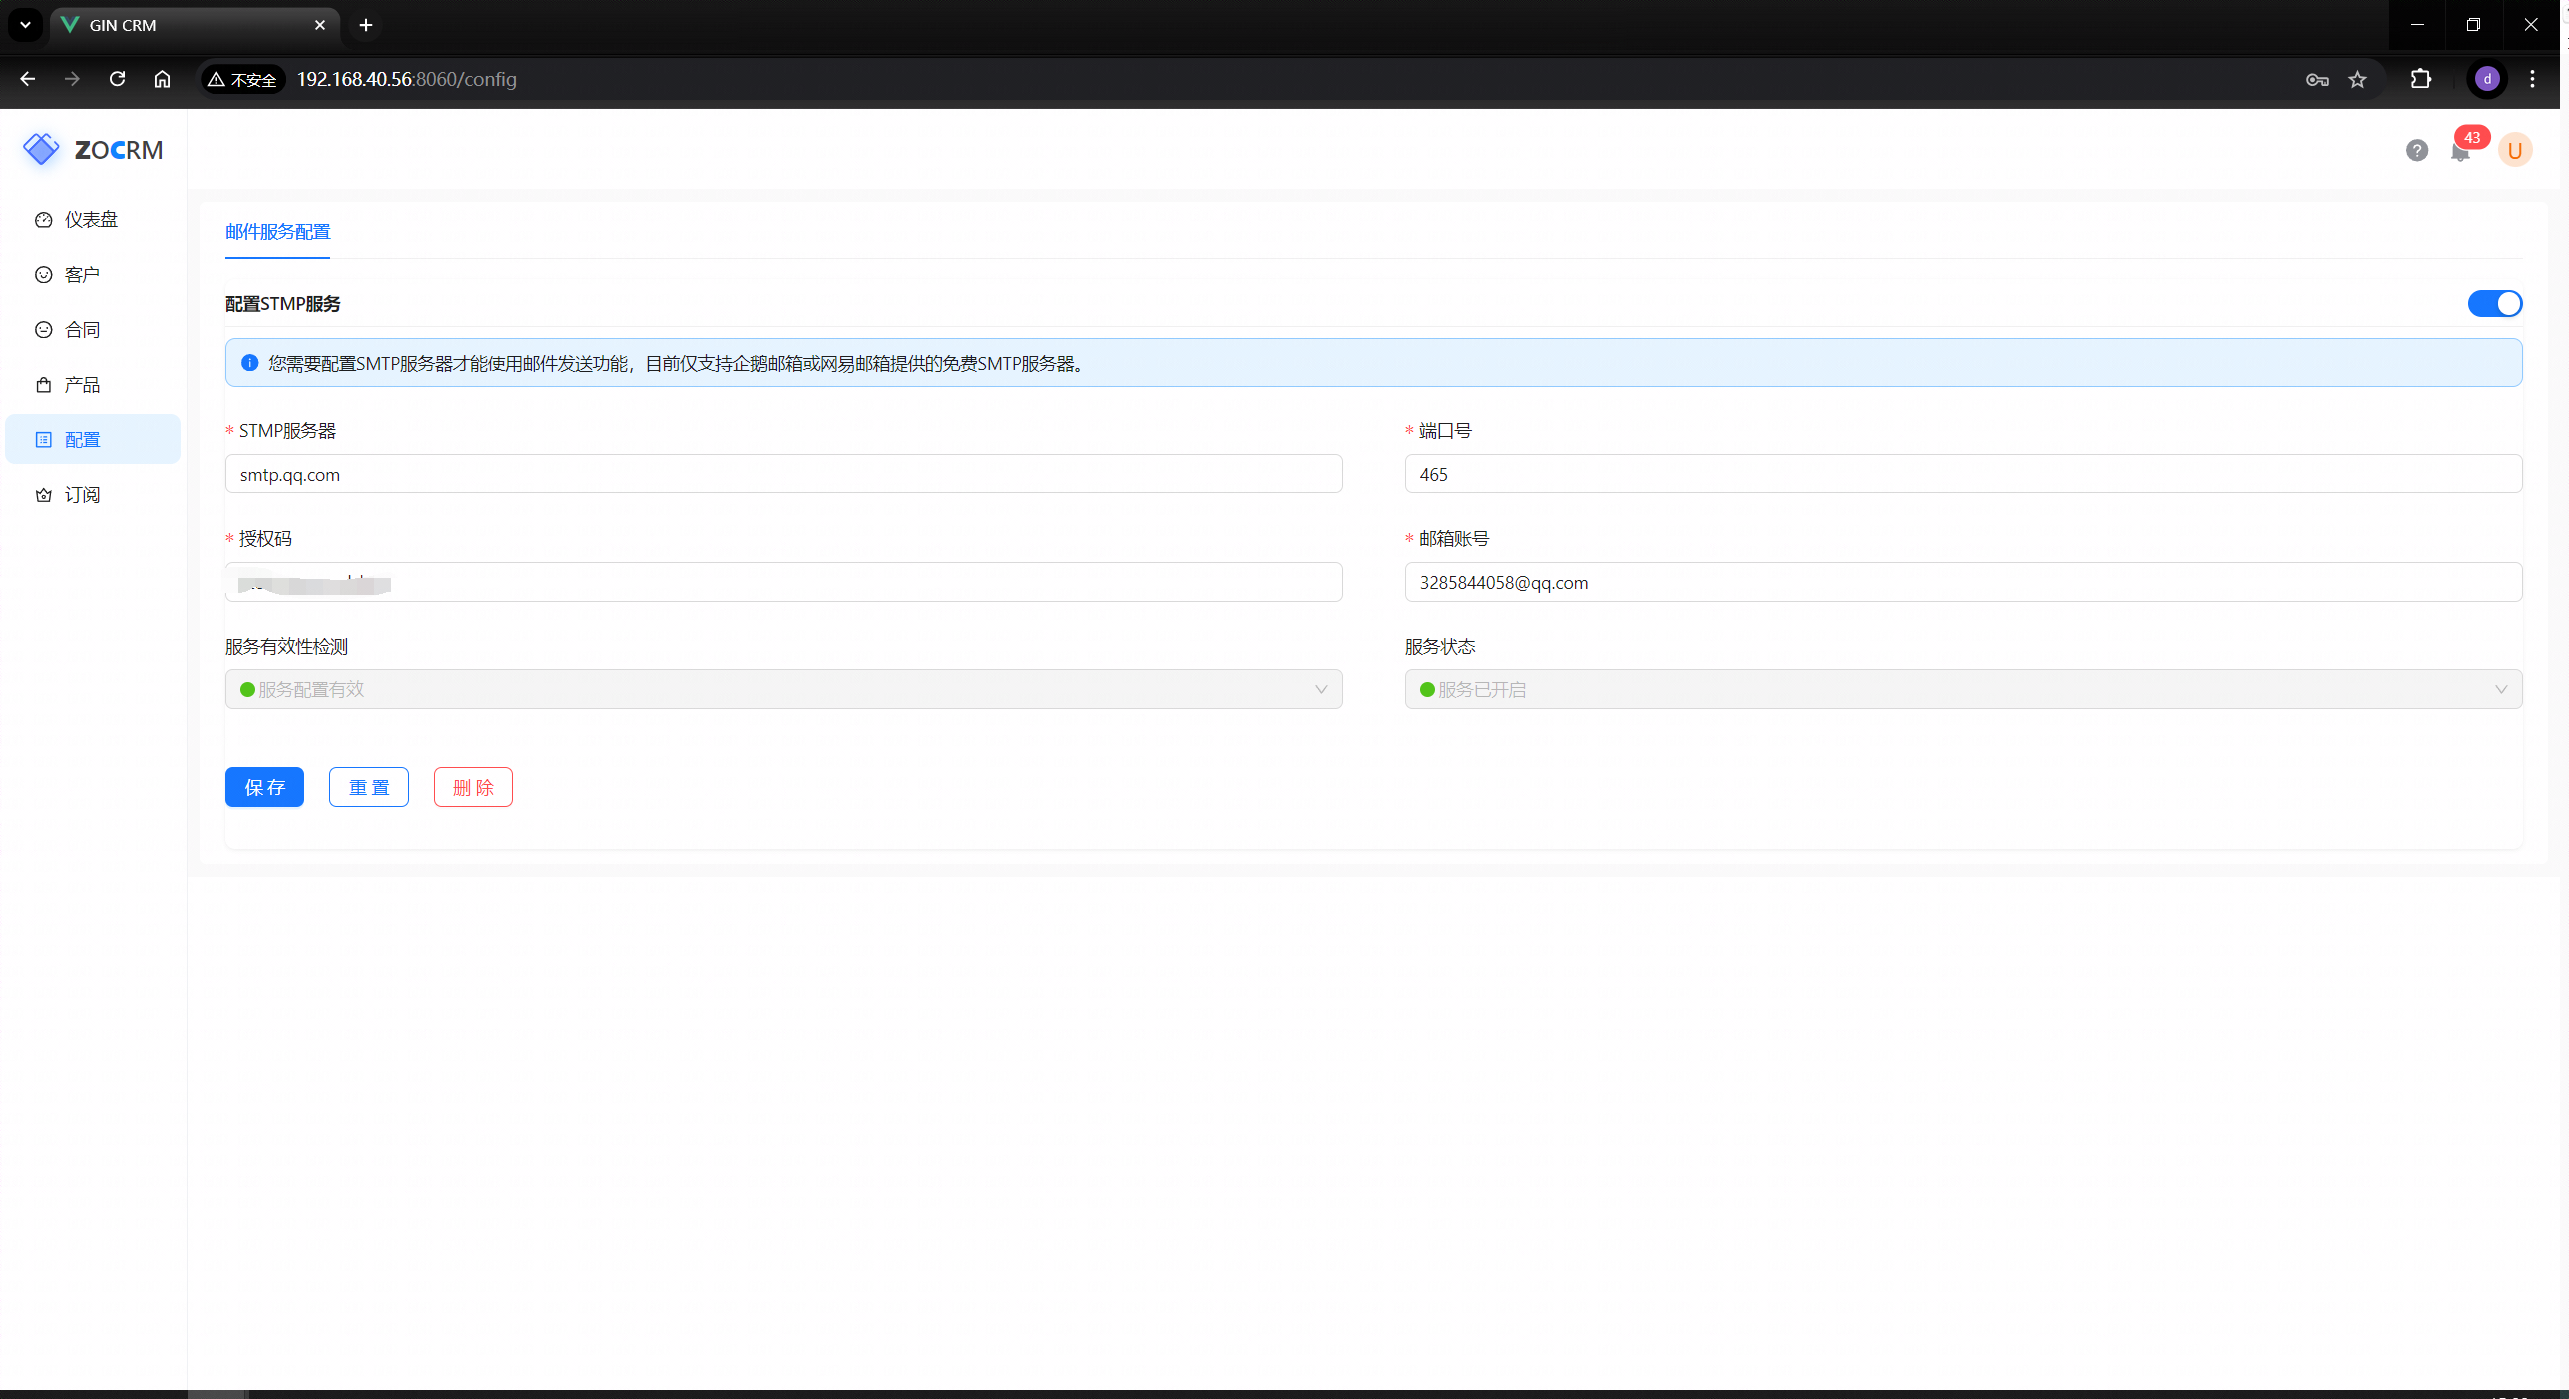 GIN CRM
不安全
192.168.40.56:8060/config
d
ZOCRM
43
U
仪表盘
客户
合同
产品
配置
订阅
邮件服务配置
配置STMP服务
您需要配置SMTP服务器才能使用邮件发送功能，目前仅支持企鹅邮箱或网易邮箱提供的免费SMTP服务器。
* STMP服务器
* 端口号
smtp.qq.com
465
* 授权码
* 邮箱账号
3285844058@qq.com
服务有效性检测
服务状态
服务配置有效
服务已开启
保 存
重 置
删 除